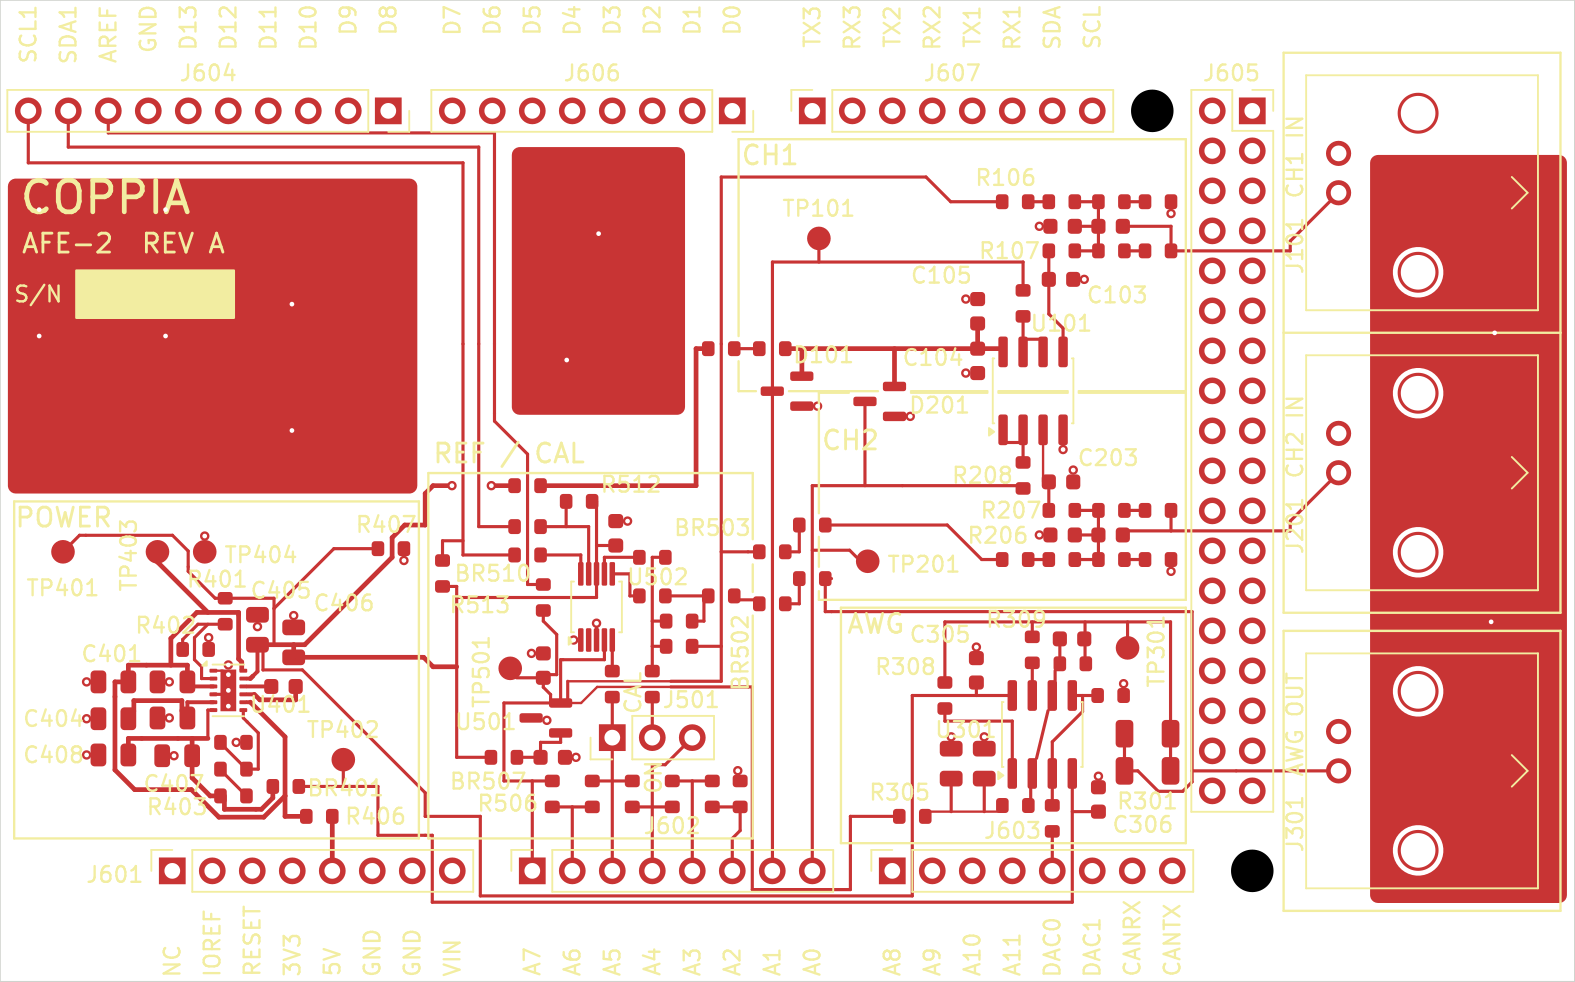 SCL1 SDA1 AREF GND D13 D12 D11 D10 D9 D8 D7 D6 D5 D4 D3 D2 D1 D0 TX3 RX3 TX2 RX2 TX1 RX1 SDA SCL
J604 J606 J607 J605
COPPIA
AFE-2 REV A
S/N
CH1
R106
TP101
R107
C105
C103
U101
D101
C104
D201
CH1 IN
J101
CH2
REF / CAL
R208
C203
CH2 IN
J201
R512
BR503
R207
R206
TP201
POWER
TP403
R407
TP401
TP404
R401
C405
C406
R402
C401
C404
C408
U401
TP402
C407
R403
BR401
R406
BR510
U502
R513
TP501
BR502
CAL
J501
U501
BR507
R506
ON
J602
AWG
R309
C305
R308
TP301
U301
R305
J603
R301
C306
AWG OUT
J301
J601
NC IOREF RESET 3V3 5V GND GND VIN A7 A6 A5 A4 A3 A2 A1 A0 A8 A9 A10 A11 DAC0 DAC1 CANRX CANTX